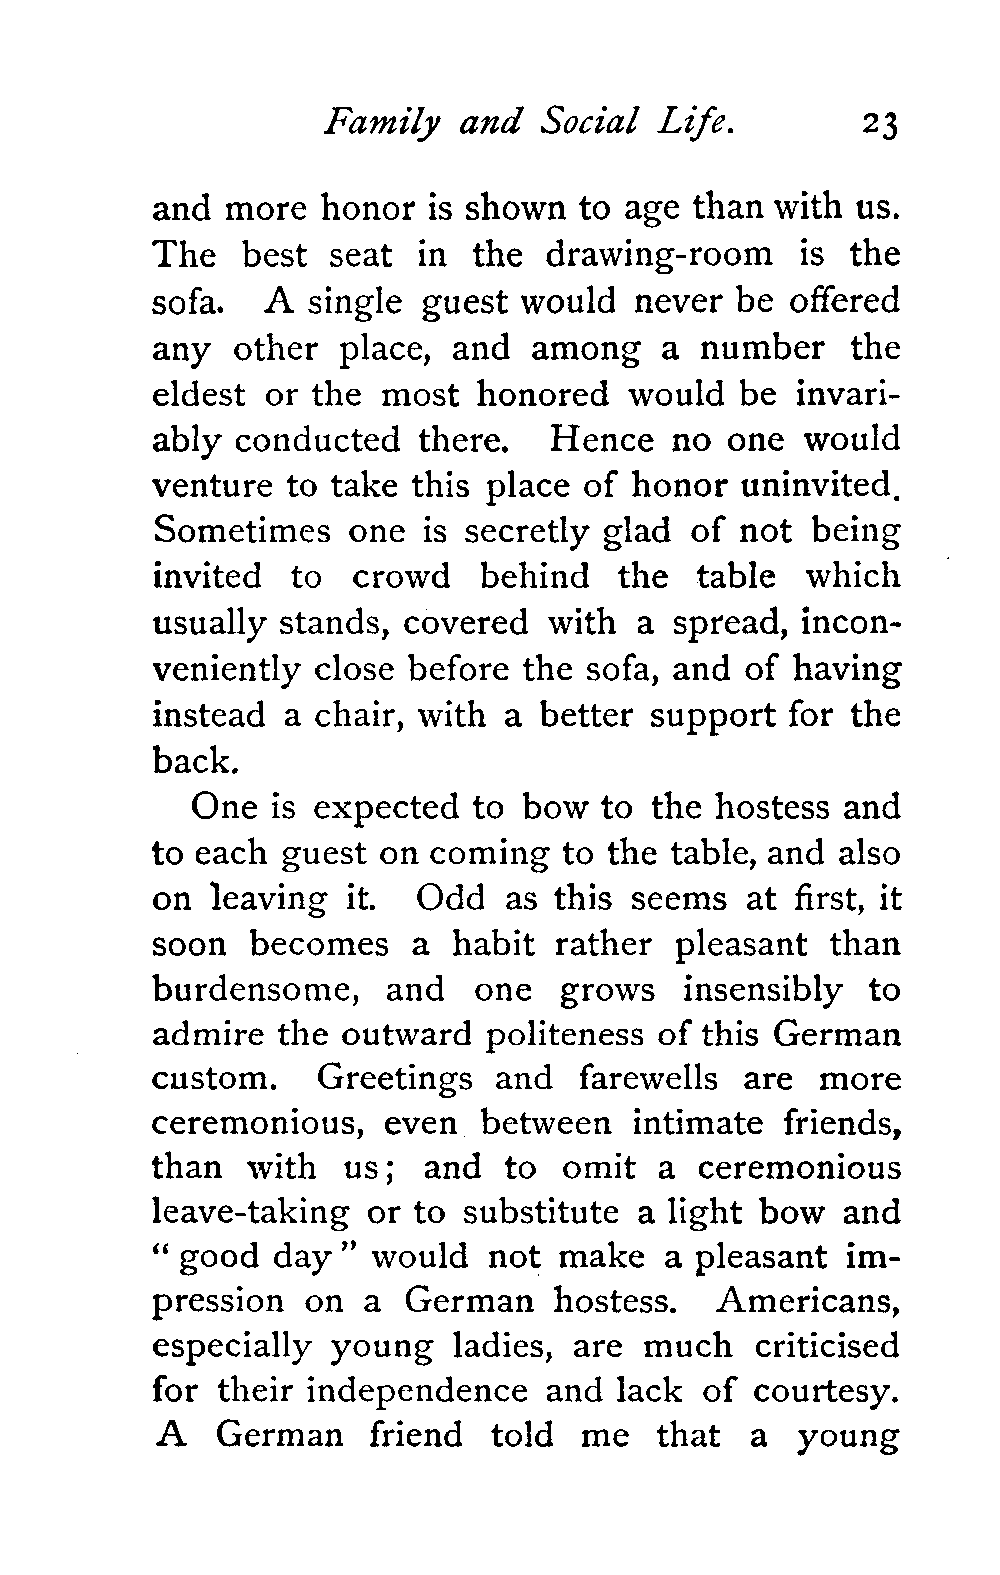 Family and Social Life. 23
and more honor is shown to age than with us.
The best seat in the drawing-room is the
sofa. A single guest would never be offered
any other place, and among a number the
eldest or the most honored would be invari-
ably conducted there. Hence no one would
venture to take this place of honor uninvited.
Sometimes one is secretly glad of not being
invited to crowd behind the table which
usually stands, covered with a spread, incon-
veniently close before the sofa, and of having
instead a chair, with a better support for the
back.
One is expected to bow to the hostess and
to each guest on coming to the table, and also
on leaving it. Odd as this seems at first, it
soon becomes a habit rather pleasant than
burdensome, and one grows insensibly to
admire the outward politeness of this German
custom. Greetings and farewells are more
ceremonious, even between intimate friends,
than with us; and to omit a ceremonious
leave-taking or to substitute a light bow and
“ good day ” would not make a pleasant im-
pression on a German hostess. Americans,
especially young ladies, are much criticised
for their independence and lack of courtesy.
A German friend told me that a young